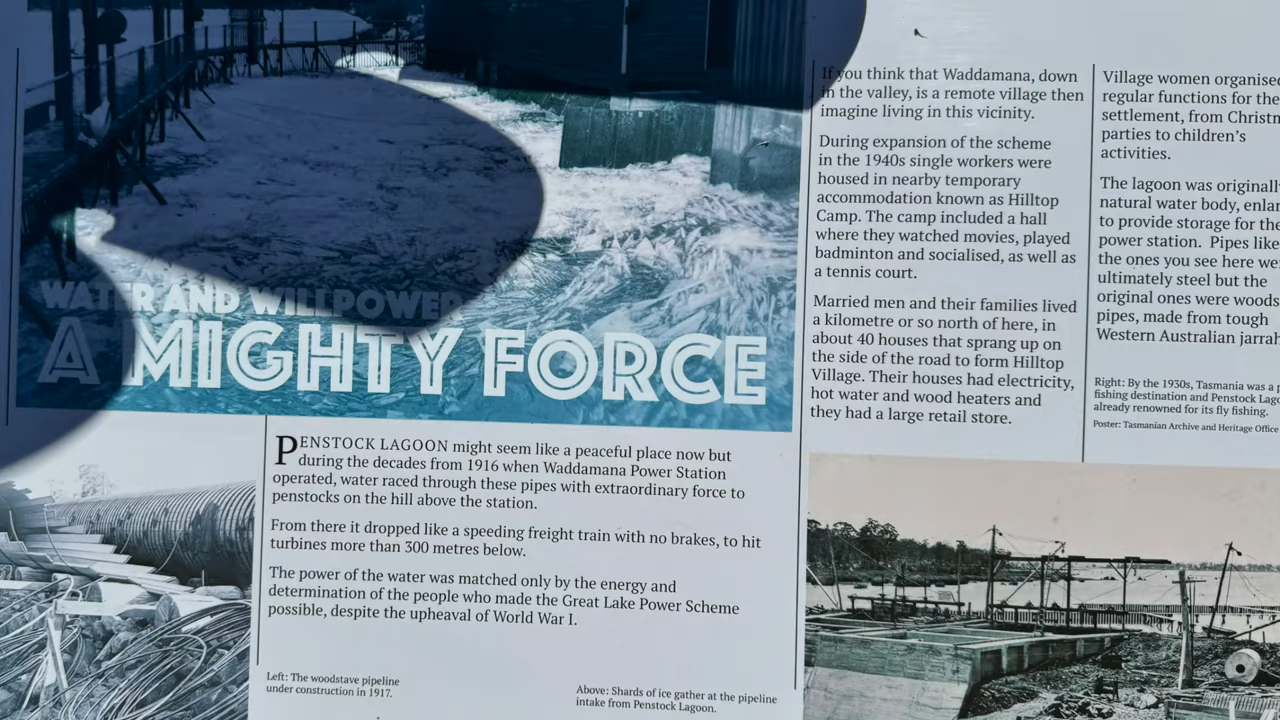 WATER AND WILLPOWER
A MIGHTY FORCE
PENSTOCK LAGOON might seem like a peaceful place now but
during the decades from 1916 when Waddamana Power Station
operated, water raced through these pipes with extraordinary force to
penstocks on the hill above the station.
From there it dropped like a speeding freight train with no brakes, to hit
turbines more than 300 metres below.
The power of the water was matched only by the energy and
determination of the people who made the Great Lake Power Scheme
possible, despite the upheaval of World War I.
Left: The woodstave pipeline
under construction in 1917.
Above: Shards of ice gather at the pipeline
intake from Penstock Lagoon.
If you think that Waddamana, down
in the valley, is a remote village then
imagine living in this vicinity.
During expansion of the scheme
in the 1940s single workers were
housed in nearby temporary
accommodation known as Hilltop
Camp. The camp included a hall
where they watched movies, played
badminton and socialised, as well as
a tennis court.
Married men and their families lived
a kilometre or so north of here, in
about 40 houses that sprang up on
the side of the road to form Hilltop
Village. Their houses had electricity,
hot water and wood heaters and
they had a large retail store.
Village women organise
regular functions for the
settlement, from Christm
parties to children's
activities.
The lagoon was originall
natural water body, enlar
to provide storage for the
power station. Pipes like
the ones you see here we
ultimately steel but the
original ones were woods
pipes, made from tough
Western Australian jarrah
Right: By the 1930s, Tasmania was a
fishing destination and Penstock Lago
already renowned for its fly fishing.
Poster: Tasmanian Archive and Heritage Office